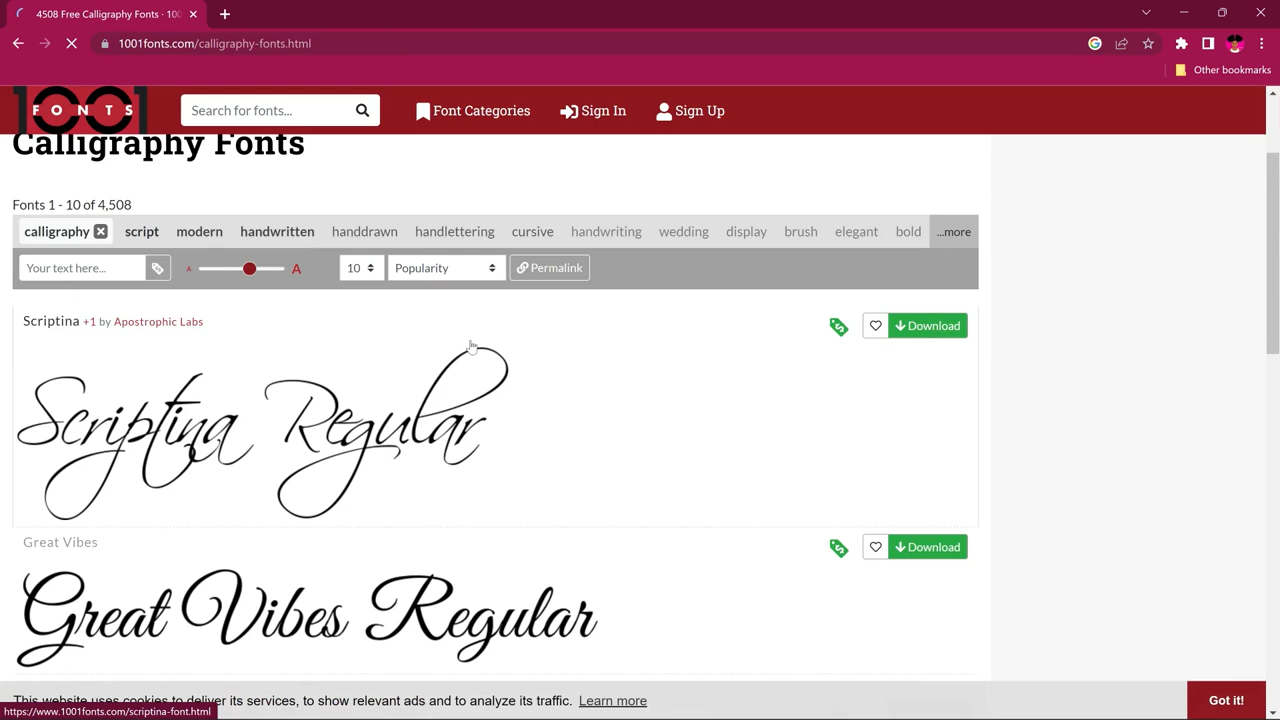 4508 Free Calligraphy Fonts · 100
1001fonts.com/calligraphy-fonts.html
Other bookmarks
1001 FONTS
Search for fonts...
Font Categories
Sign In
Sign Up
Calligraphy Fonts
Fonts 1 - 10 of 4,508
calligraphy script modern handwritten handdrawn handlettering cursive handwriting wedding display brush elegant bold ...more
Your text here... A A 10 Popularity Permalink
Scriptina +1 by Apostrophic Labs
Download
Scriptina Regular
Great Vibes
Download
Great Vibes Regular
This website uses cookies to deliver its services, to show relevant ads and to analyze its traffic. Learn more
Got it!
https://www.1001fonts.com/scriptina-font.html